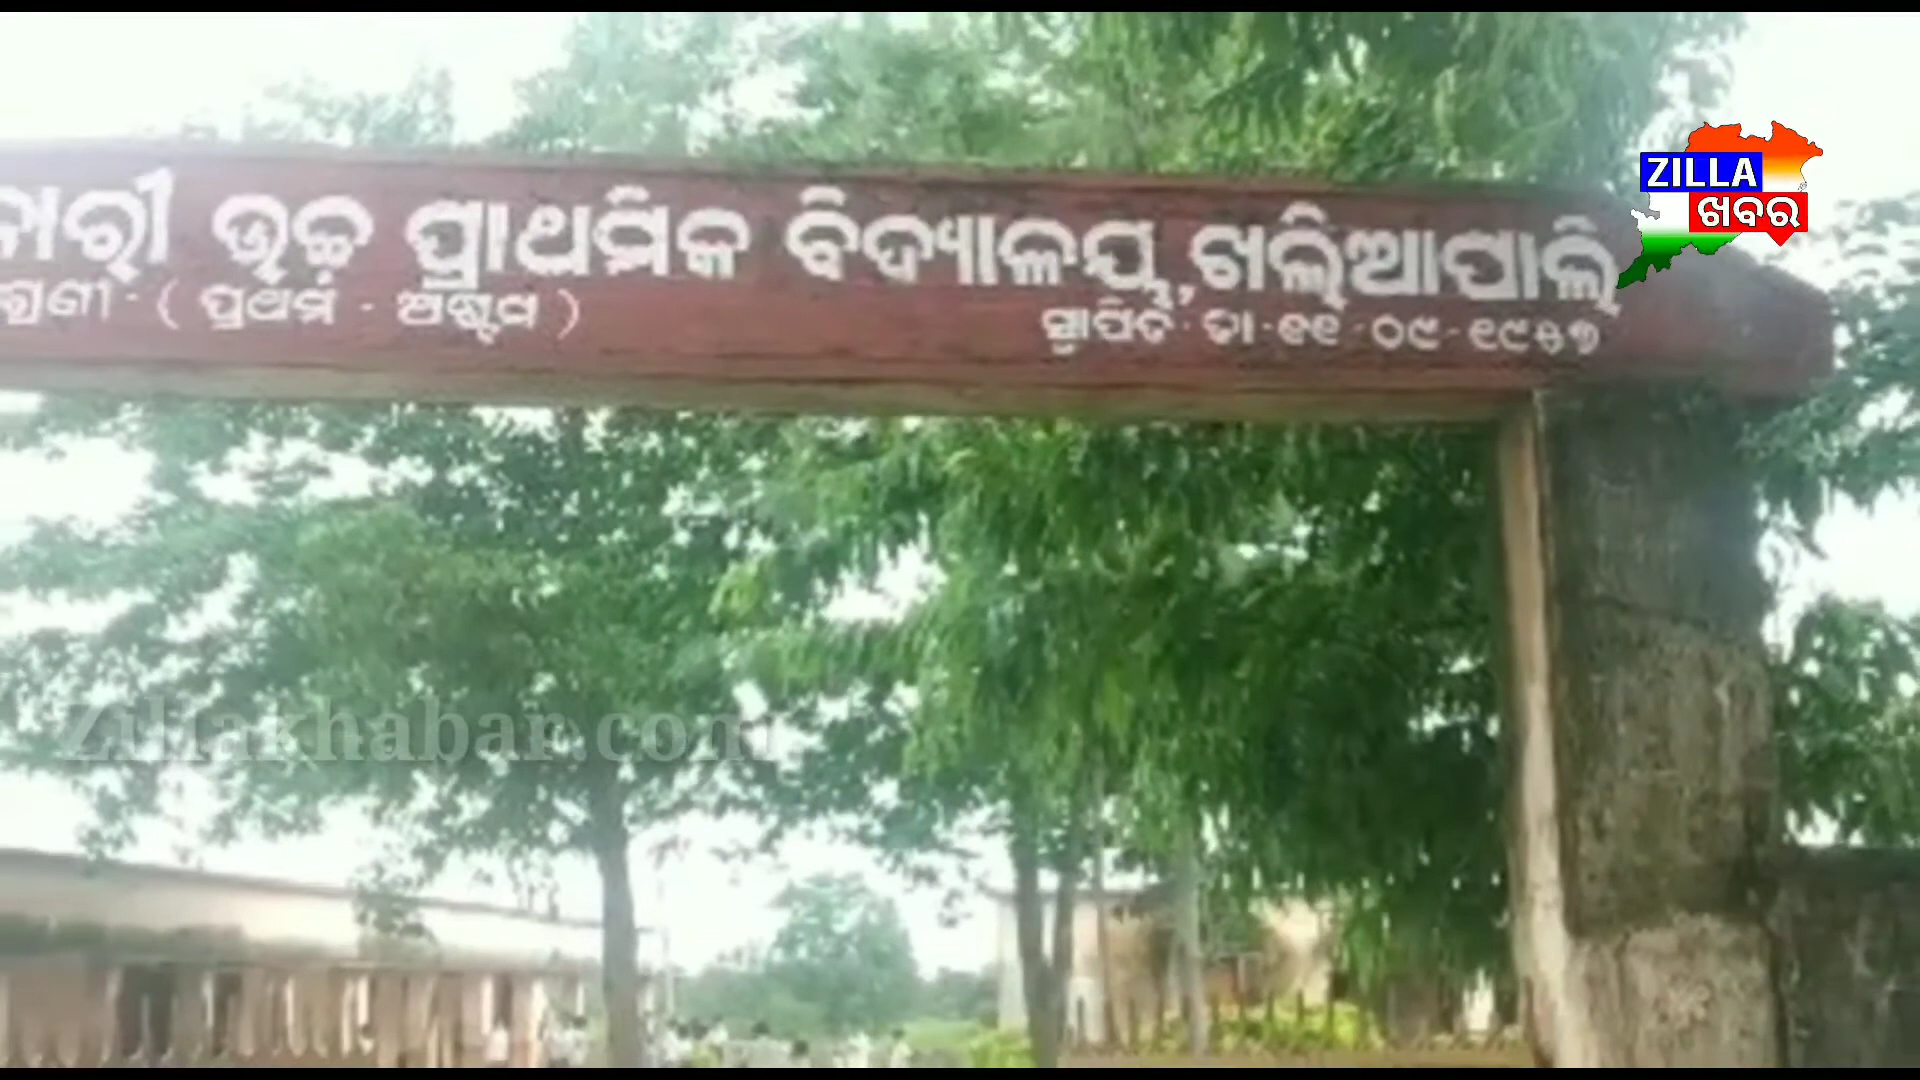 ଉଚ୍ଚ ପ୍ରାଥମିକ ବିଦ୍ୟାଳୟ, ଖଲିଆପାଲି
ଶ୍ରେଣୀ - ( ପ୍ରଥମ - ଅଷ୍ଟମ )
ସ୍ଥାପିତ - ତା - ୧୧ - ୦୯ - ୧୯୫୭
ZILLA
ଖବର
Zillakhabar.com